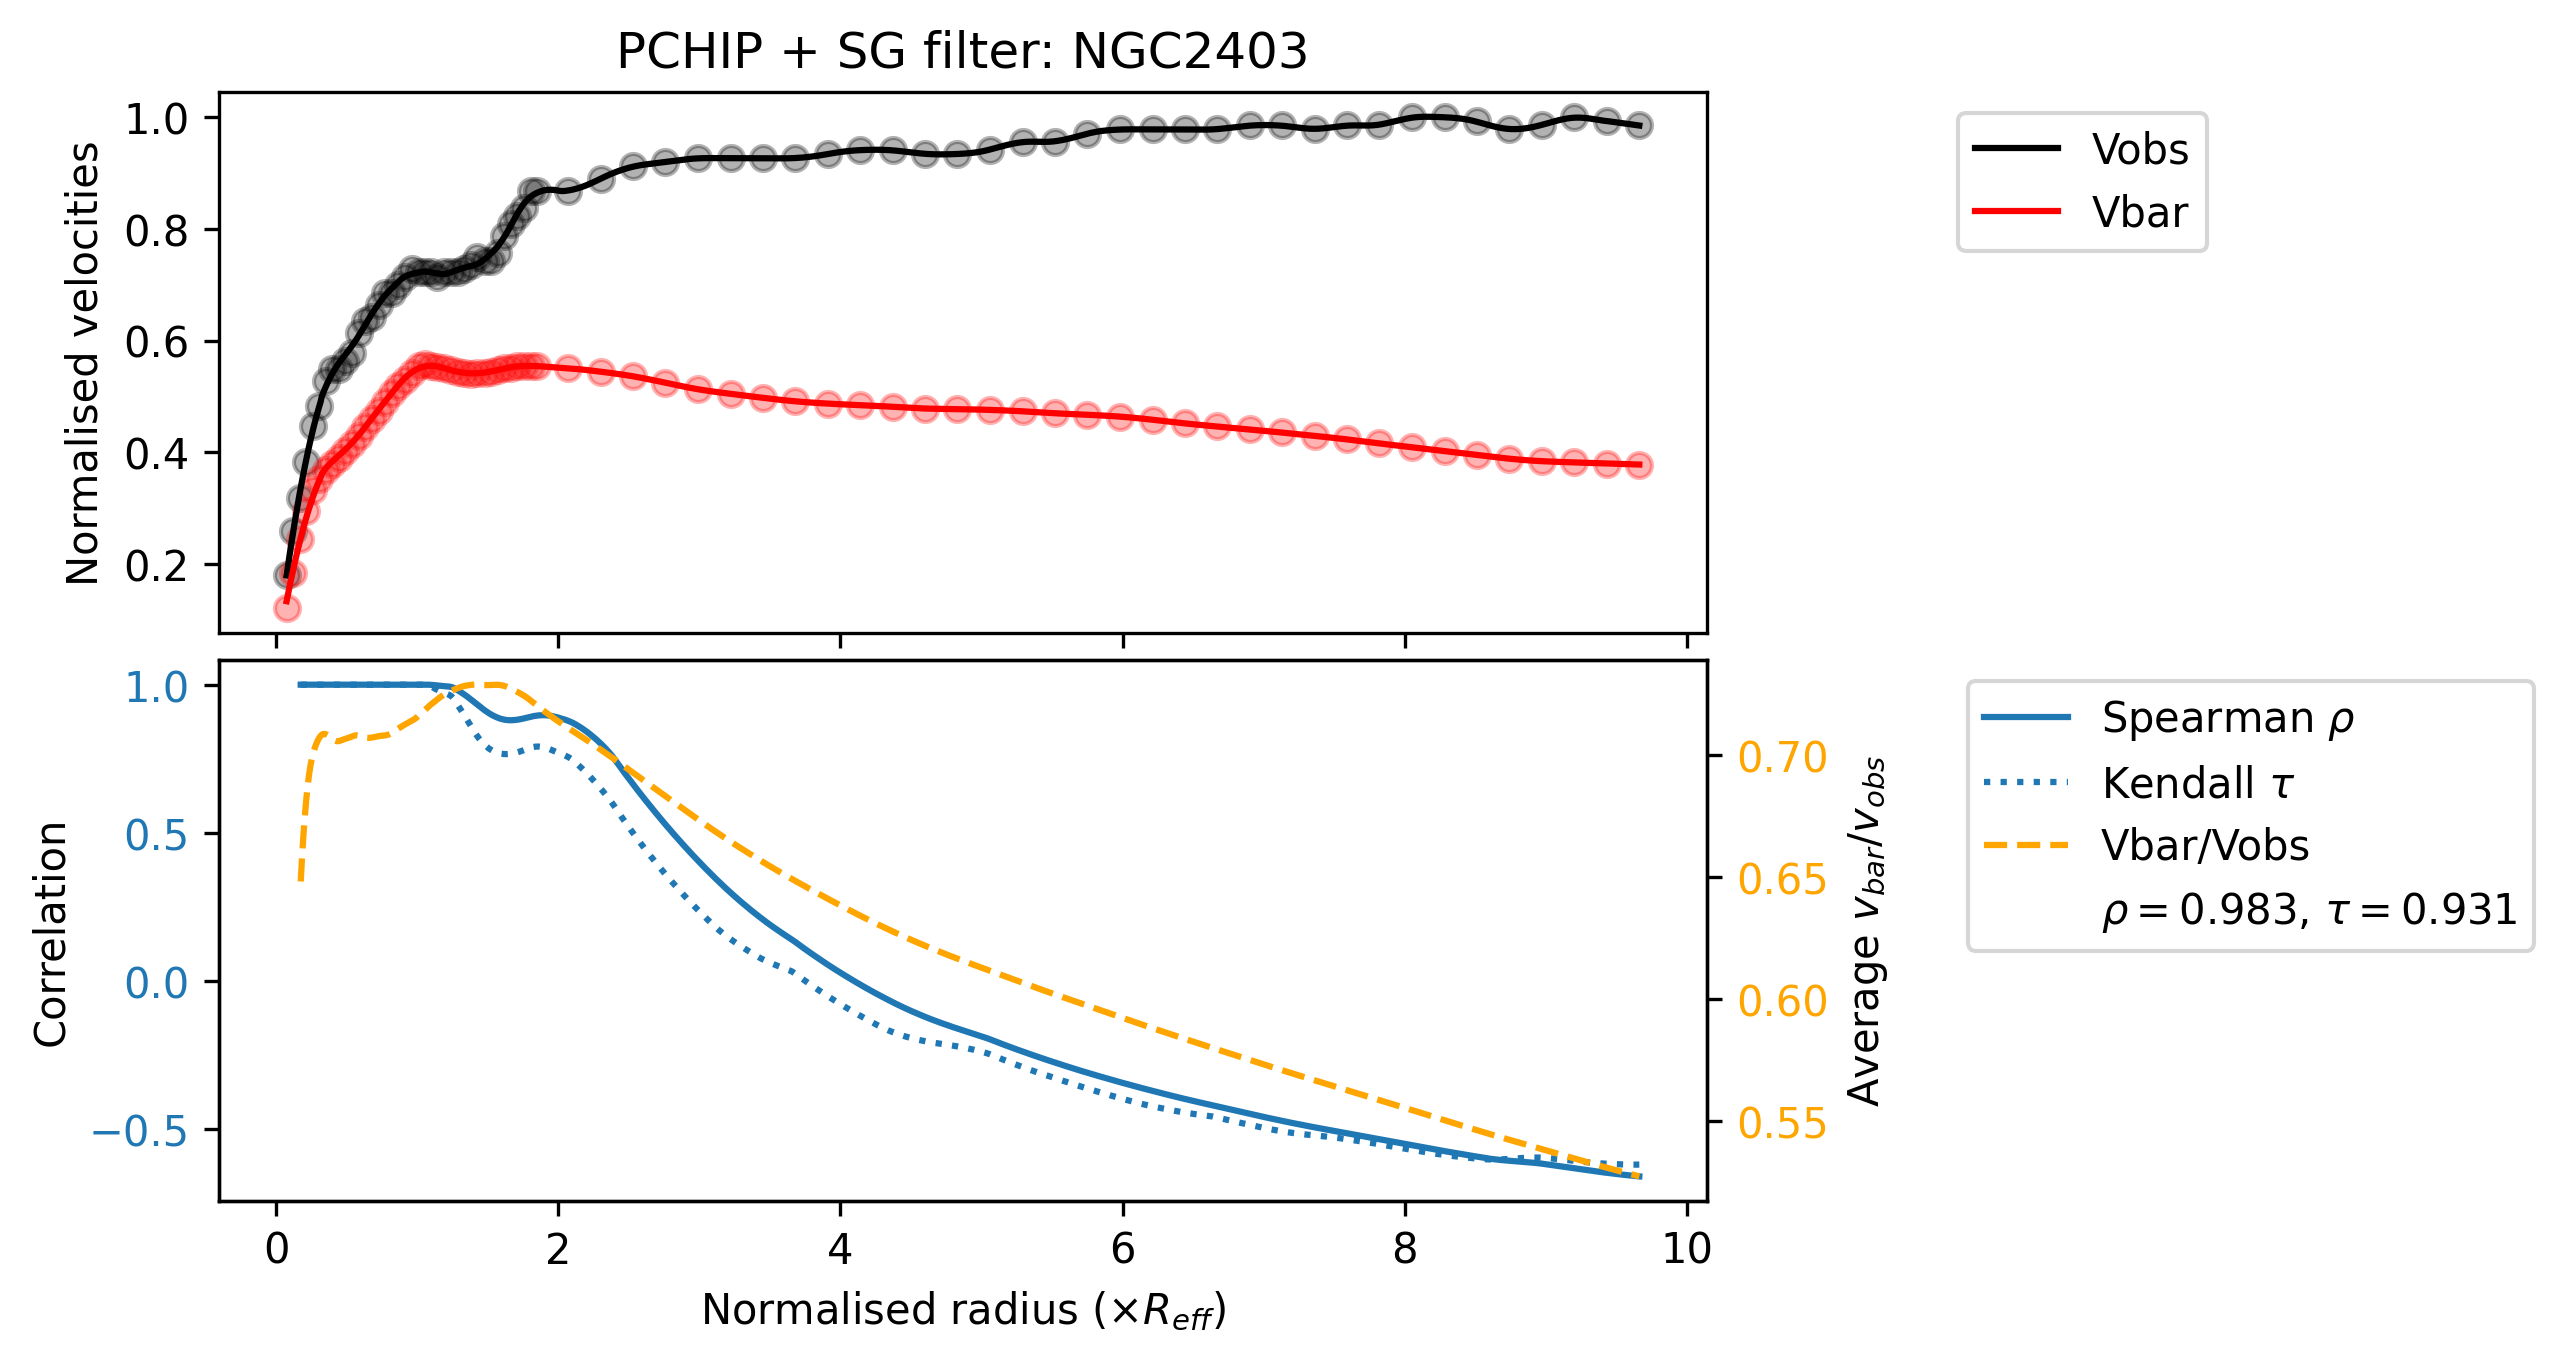 PCHIP + SG filter: NGC2403
Normalised velocities
1.0
0.8
0.6
0.4
0.2
Vobs
Vbar
Correlation
1.0
0.5
0.0
−0.5
0.70
0.65
0.60
0.55
Average v_bar/v_obs
Spearman ρ
Kendall τ
Vbar/Vobs
ρ = 0.983, τ = 0.931
0 2 4 6 8 10
Normalised radius (×R_eff)